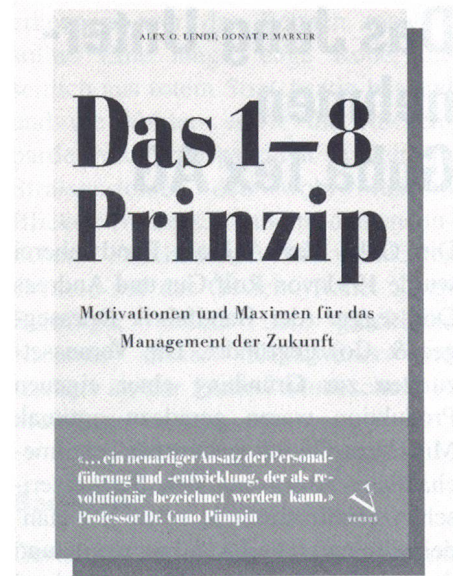 ALEX O. LENDI, DONAT P. MARXER
Das 1–8
Prinzip
Motivationen und Maximen für das
Management der Zukunft
«…ein neuartiger Ansatz der Personal-
führung und -entwicklung, der als re-
volutionär bezeichnet werden kann.»
Professor Dr. Cuno Pümpin
VERSUS